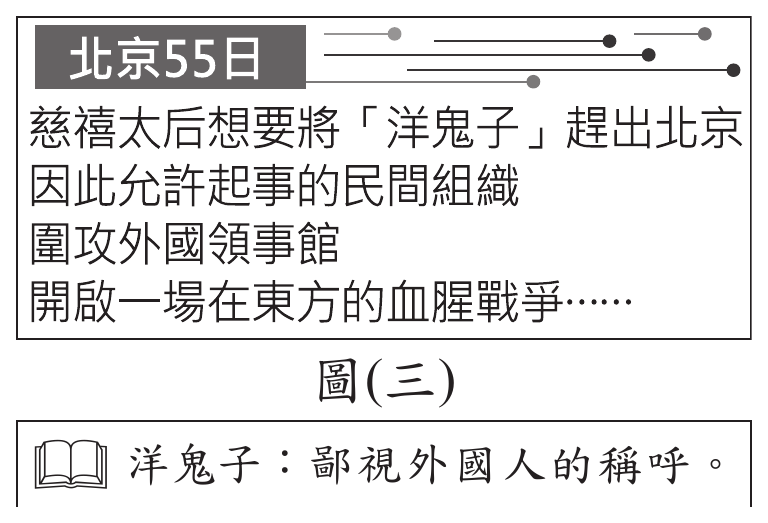 北京55日
慈禧太后想要將「洋鬼子」趕出北京
因此允許起事的民間組織
圍攻外國領事館
開啟一場在東方的血腥戰爭……
圖(三)
洋鬼子：鄙視外國人的稱呼。